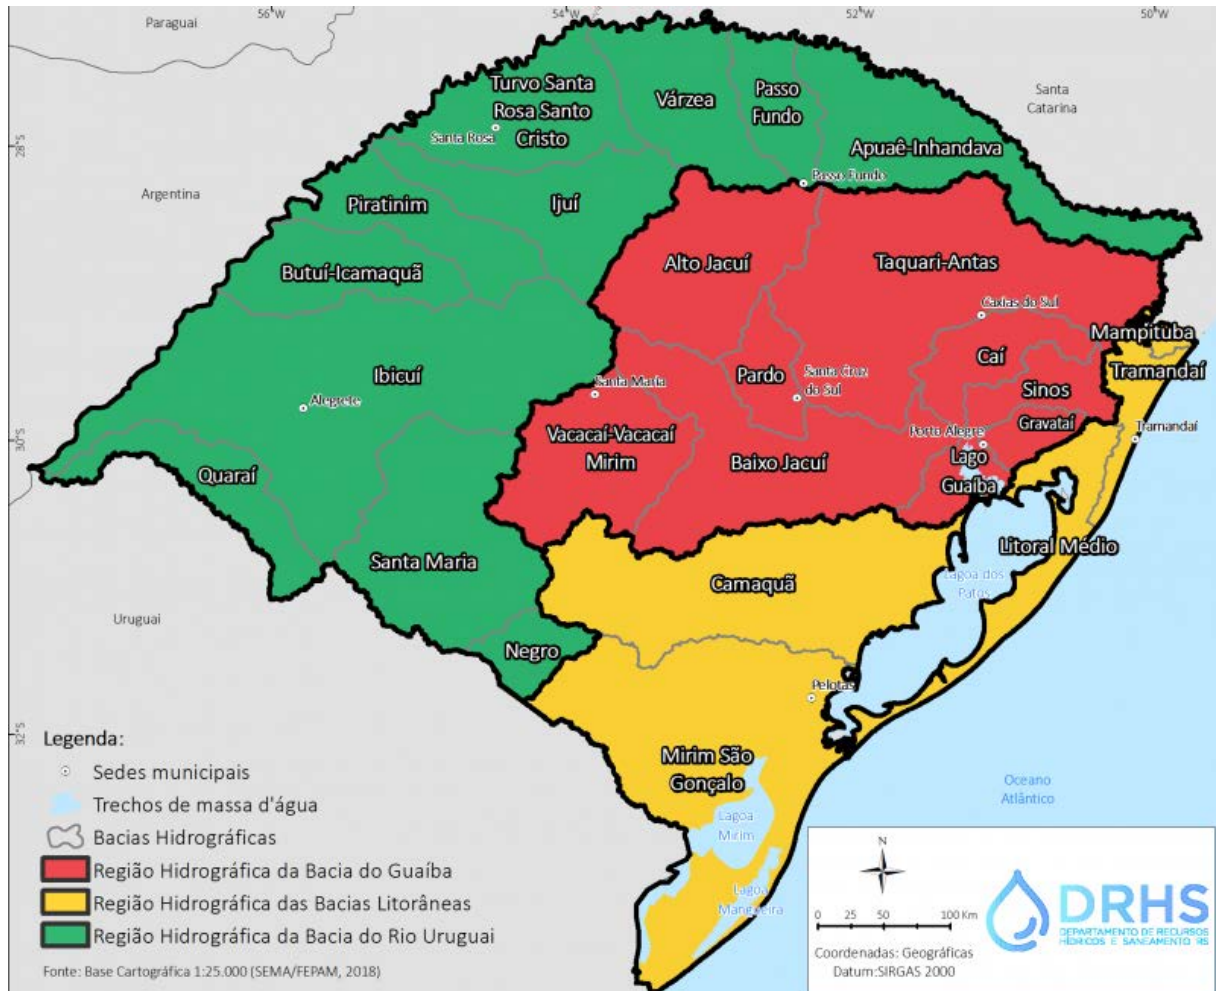 56°W
54°W
52°W
50°W
Paraguai
Santa
Catarina
28°S
Argentina
Turvo Santa
Rosa Santo
Cristo
Santa Rosa
Várzea
Passo
Fundo
Apuaê-Inhandava
Passo Fundo
Piratinim
Ijuí
Butuí-Icamaquã
Alto Jacuí
Taquari-Antas
Caxias do Sul
Mampituba
Caí
Tramandaí
Ibicuí
Santa Maria
Pardo
Santa Cruz
do Sul
Sinos
Alegrete
Gravataí
Tramandaí
30°S
Vacacaí-Vacacaí
Mirim
Baixo Jacuí
Porto Alegre
Lago
Guaíba
Quaraí
Litoral Médio
Santa Maria
Camaquã
Lagoa dos
Patos
Uruguai
Negro
Pelotas
32°S
Mirim São
Gonçalo
Lagoa
Mirim
Lagoa
Mangueira
Oceano
Atlântico
Legenda:
Sedes municipais
Trechos de massa d'água
Bacias Hidrográficas
Região Hidrográfica da Bacia do Guaíba
Região Hidrográfica das Bacias Litorâneas
Região Hidrográfica da Bacia do Rio Uruguai
Fonte: Base Cartográfica 1:25.000 (SEMA/FEPAM, 2018)
N
0 25 50 100 Km
Coordenadas: Geográficas
Datum:SIRGAS 2000
DRHS
DEPARTAMENTO DE RECURSOS
HÍDRICOS E SANEAMENTO RS